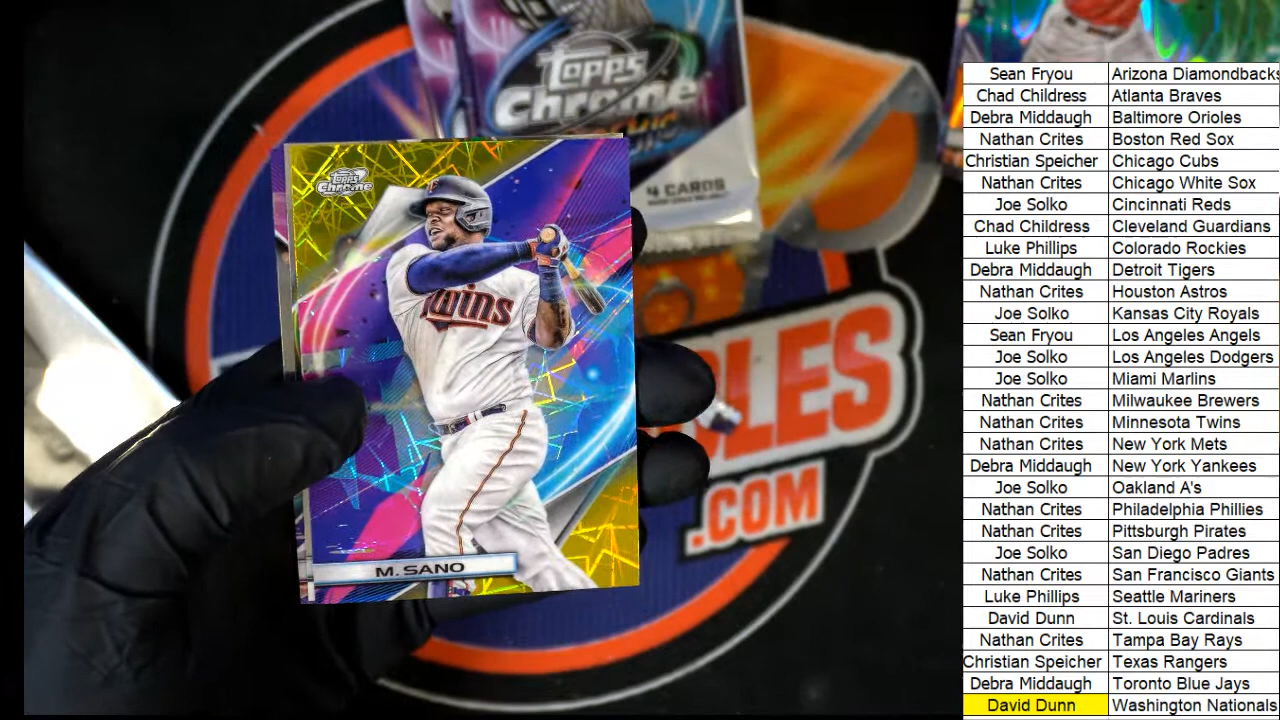 Topps
Chrome
4 CARDS
Topps
Chrome
Twins
M. SANO
LES
.COM
Sean Fryou Arizona Diamondbacks
Chad Childress Atlanta Braves
Debra Middaugh Baltimore Orioles
Nathan Crites Boston Red Sox
Christian Speicher Chicago Cubs
Nathan Crites Chicago White Sox
Joe Solko Cincinnati Reds
Chad Childress Cleveland Guardians
Luke Phillips Colorado Rockies
Debra Middaugh Detroit Tigers
Nathan Crites Houston Astros
Joe Solko Kansas City Royals
Sean Fryou Los Angeles Angels
Joe Solko Los Angeles Dodgers
Joe Solko Miami Marlins
Nathan Crites Milwaukee Brewers
Nathan Crites Minnesota Twins
Nathan Crites New York Mets
Debra Middaugh New York Yankees
Joe Solko Oakland A's
Nathan Crites Philadelphia Phillies
Nathan Crites Pittsburgh Pirates
Joe Solko San Diego Padres
Nathan Crites San Francisco Giants
Luke Phillips Seattle Mariners
David Dunn St. Louis Cardinals
Nathan Crites Tampa Bay Rays
Christian Speicher Texas Rangers
Debra Middaugh Toronto Blue Jays
David Dunn Washington Nationals